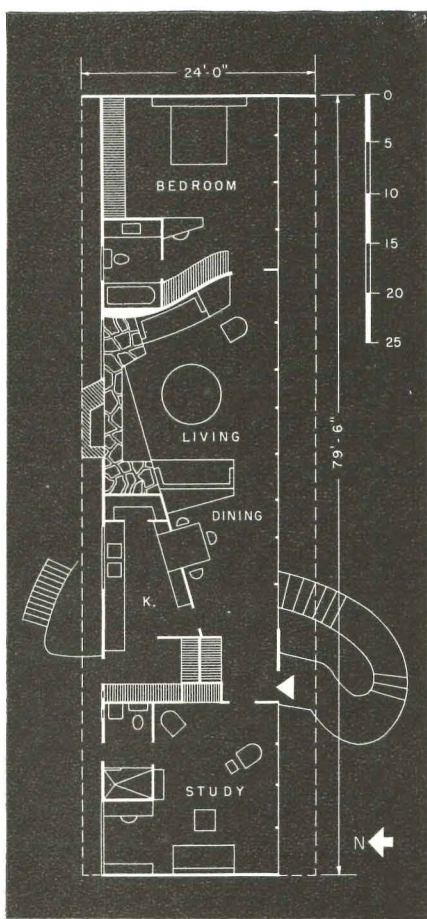 24'-0"
0
5
10
15
20
25
BEDROOM
LIVING
79'-6"
DINING
K.
STUDY
N